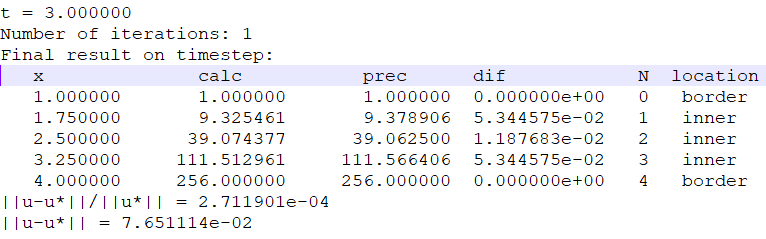 t = 3.000000
Number of iterations: 1
Final result on timestep:
x calc prec dif N location
1.000000 1.000000 1.000000 0.000000e+00 0 border
1.750000 9.325461 9.378906 5.344575e-02 1 inner
2.500000 39.074377 39.062500 1.187683e-02 2 inner
3.250000 111.512961 111.566406 5.344575e-02 3 inner
4.000000 256.000000 256.000000 0.000000e+00 4 border
||u-u*||/||u*|| = 2.711901e-04
||u-u*|| = 7.651114e-02